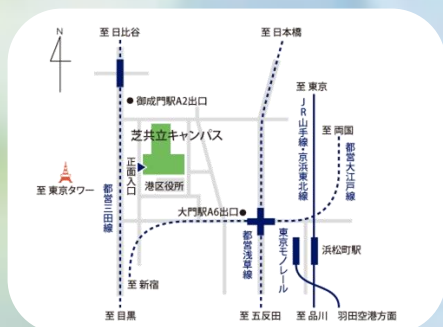 N
至 日比谷
至 日本橋
御成門駅A2出口
至 東京
芝共立キャンパス
至 両国
JR山手線・京浜東北線
都営大江戸線
正面入口
至 東京タワー
港区役所
都営三田線
大門駅A6出口
都営浅草線
東京モノレール
浜松町駅
至 新宿
至 目黒
至 五反田
至 品川
羽田空港方面